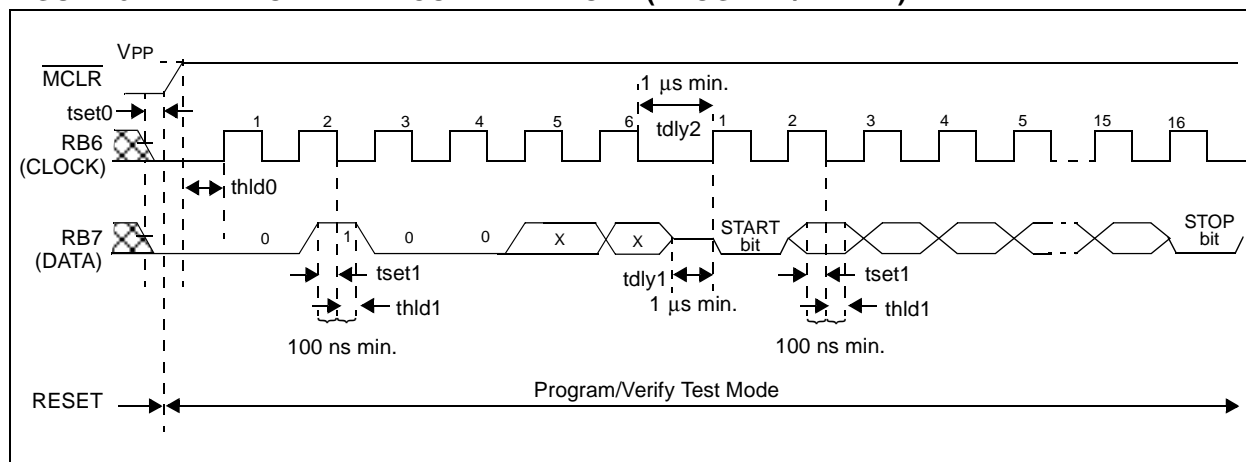 VPP
MCLR
1 μs min.
tset0
1 2 3 4 5 6 1 2 3 4 5 15 16
tdly2
RB6
(CLOCK)
thld0
START
bit
STOP
bit
RB7
(DATA)
0 1 0 0 X X
tset1
tdly1
tset1
thld1
1 μs min.
thld1
100 ns min.
100 ns min.
Program/Verify Test Mode
RESET